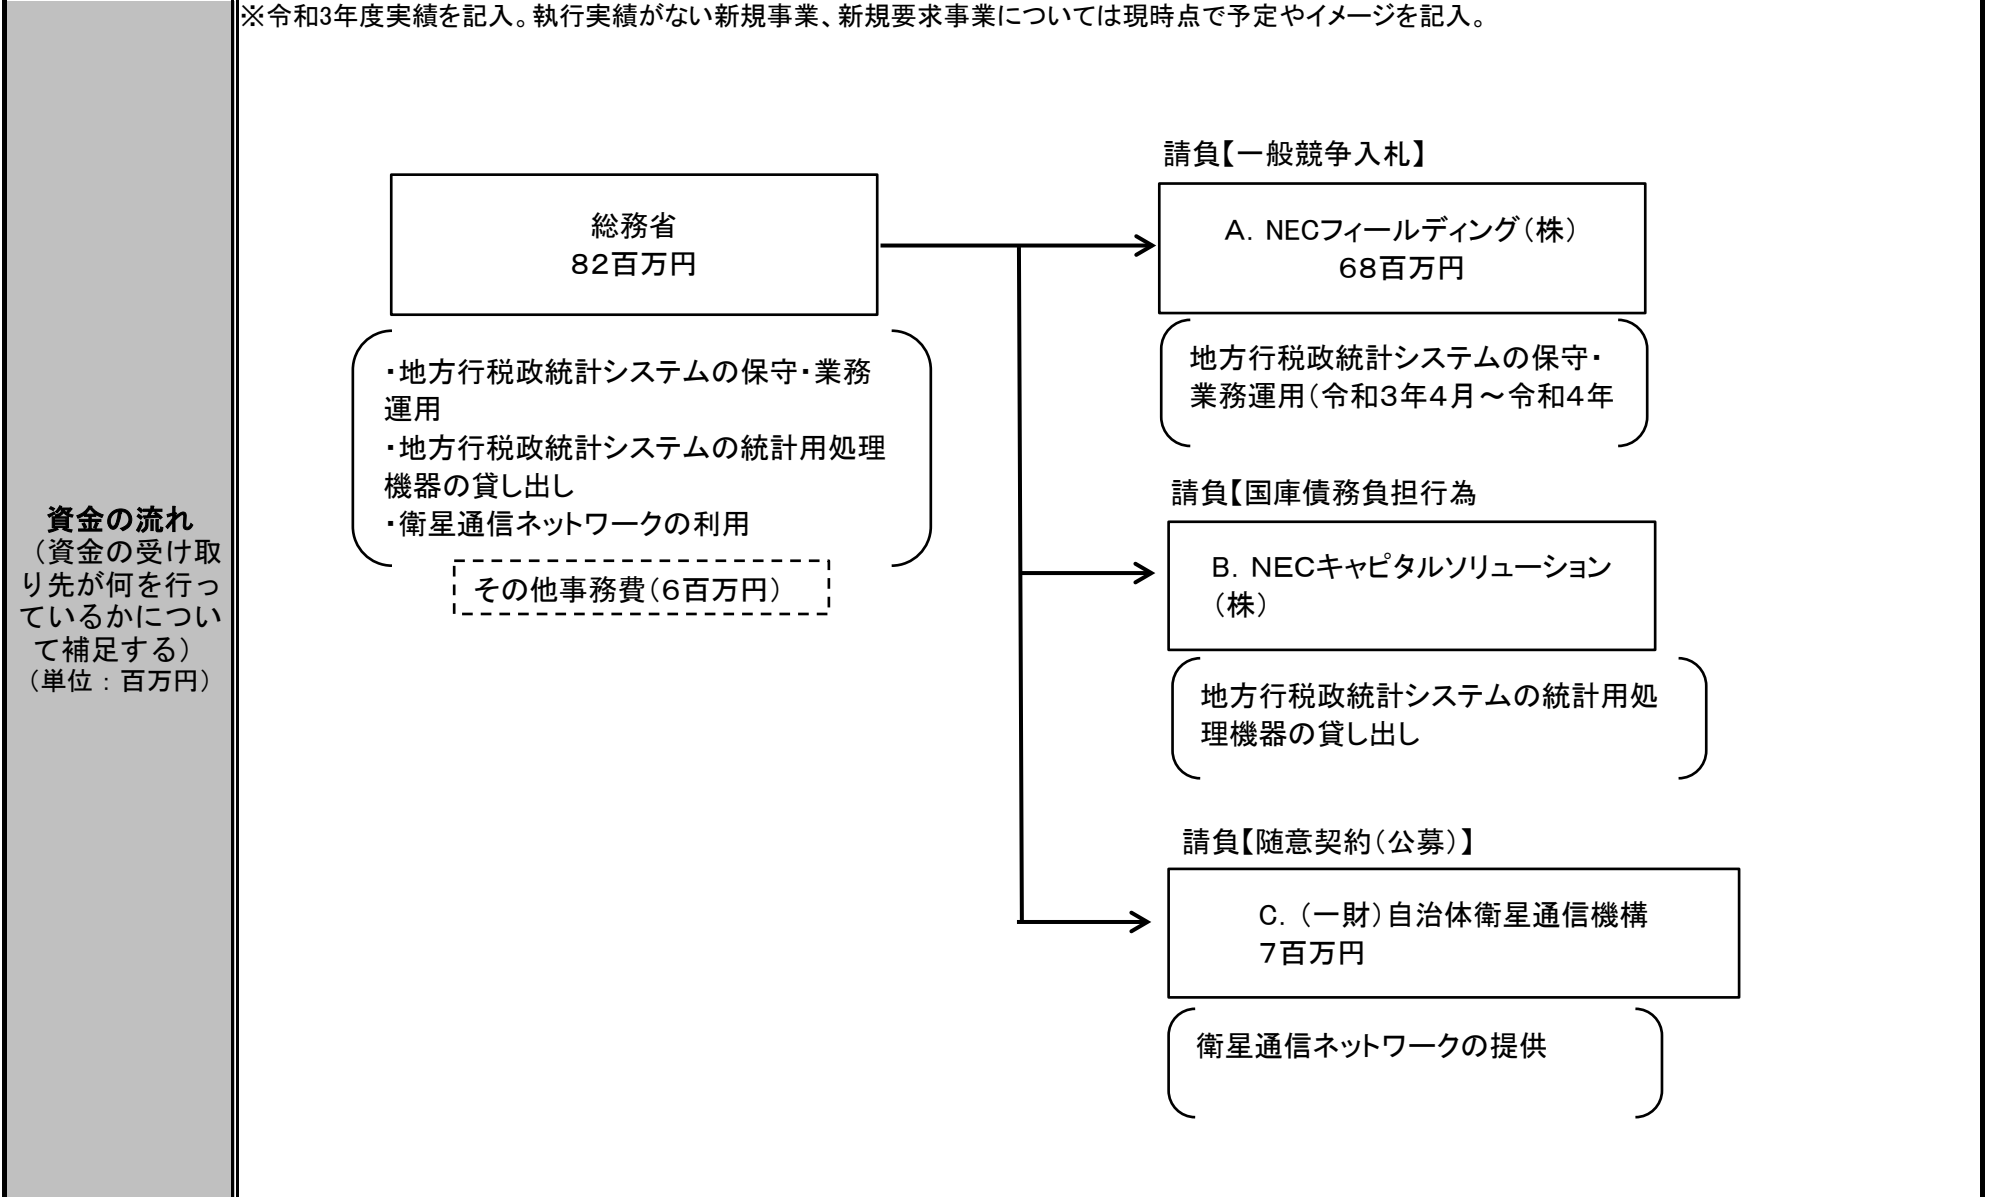 ※令和3年度実績を記入。執行実績がない新規事業、新規要求事業については現時点で予定やイメージを記入。
資金の流れ
（資金の受け取
り先が何を行っ
ているかについ
て補足する）
（単位：百万円）
総務省
８２百万円
・地方行税政統計システムの保守・業務
運用
・地方行税政統計システムの統計用処理
機器の貸し出し
・衛星通信ネットワークの利用
その他事務費（６百万円）
請負【一般競争入札】
Ａ．NECフィールディング（株）
６８百万円
地方行税政統計システムの保守・
業務運用（令和３年４月～令和４年
請負【国庫債務負担行為
Ｂ．ＮＥＣキャピタルソリューション
（株）
地方行税政統計システムの統計用処
理機器の貸し出し
請負【随意契約（公募）】
Ｃ．（一財）自治体衛星通信機構
７百万円
衛星通信ネットワークの提供